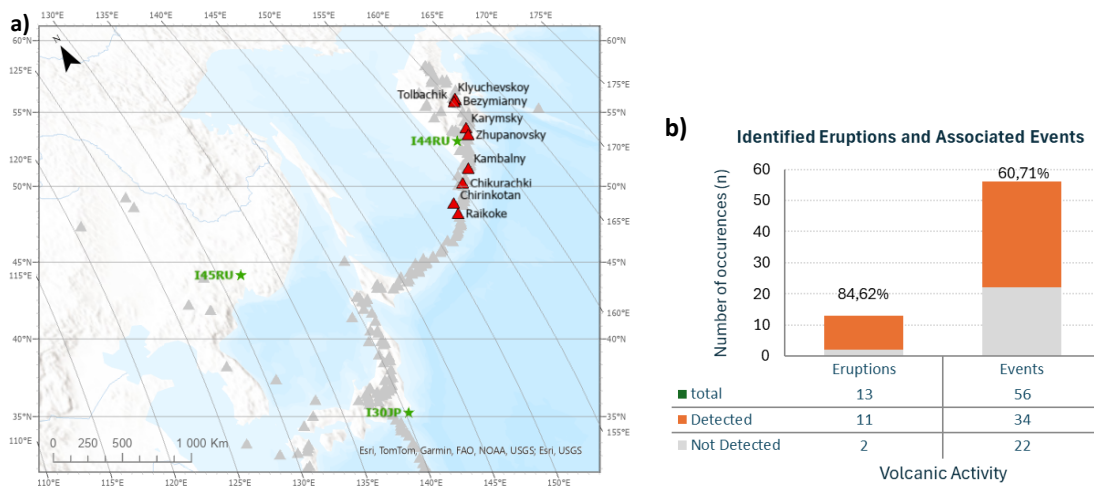 a)
130°E 135°E 140°E 145°E 150°E 155°E 160°E 165°E 170°E 175°E
60°N 60°N
N
125°E
175°E
Klyuchevskoy
Tolbachik
Bezymianny
55°N 55°N
Karymsky
Zhupanovsky
I44RU
170°E
120°E
Kambalny
50°N 50°N
Chikurachki
Chirinkotan
Raikoke
165°E
45°N 45°N
I45RU
115°E
160°E
40°N 40°N
I30JP
35°N 35°N
155°E
110°E
0 250 500 1 000 Km
Esri, TomTom, Garmin, FAO, NOAA, USGS; Esri, USGS
110°E 115°E 120°E 125°E 130°E 135°E 140°E 145°E 150°E
b)
Identified Eruptions and Associated Events
Number of occurences (n)
60
50
40
30
20
10
0
84,62%
60,71%
Eruptions Events
total 13 56
Detected 11 34
Not Detected 2 22
Volcanic Activity